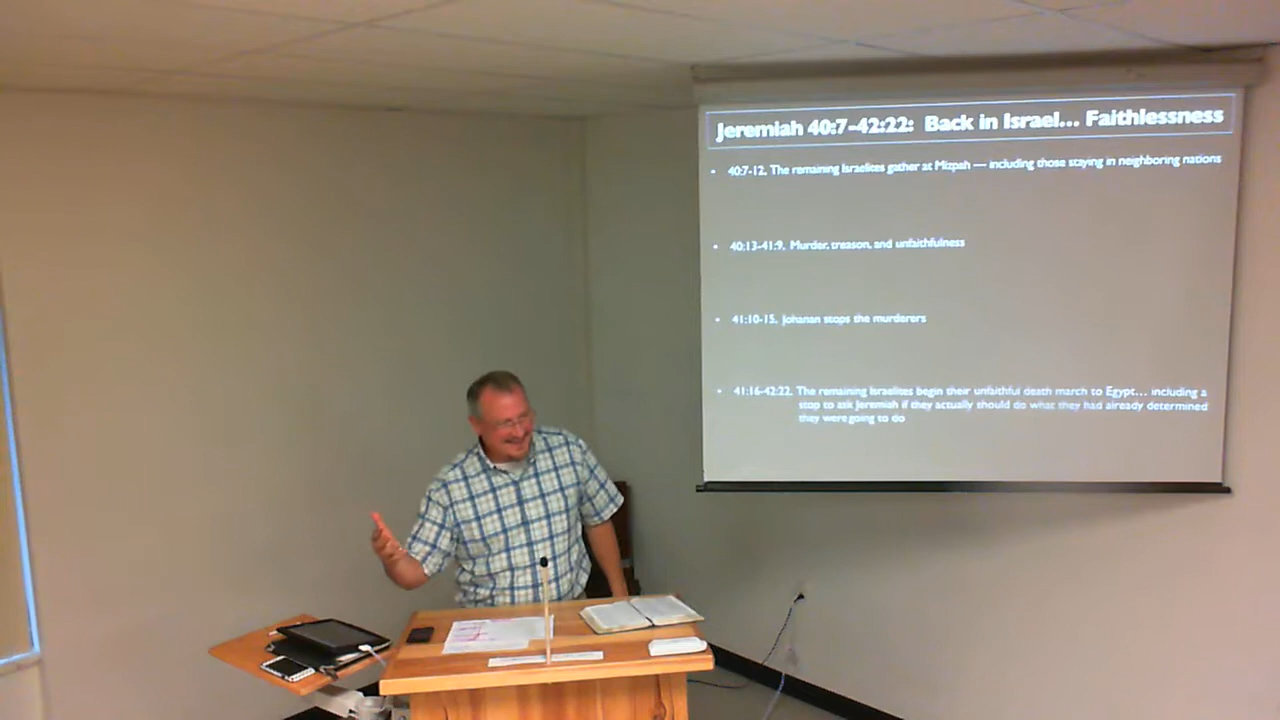 Jeremiah 40:7-42:22: Back in Israel... Faithlessness
• 40:7-12. The remaining Israelites gather at Mizpah — including those staying in neighboring nations
• 40:13-41:9. Murder, treason, and unfaithfulness
• 41:10-15. Johanan stops the murderers
• 41:16-42:22. The remaining Israelites begin their unfaithful death march to Egypt... including a
stop to ask Jeremiah if they actually should do what they had already determined
they were going to do